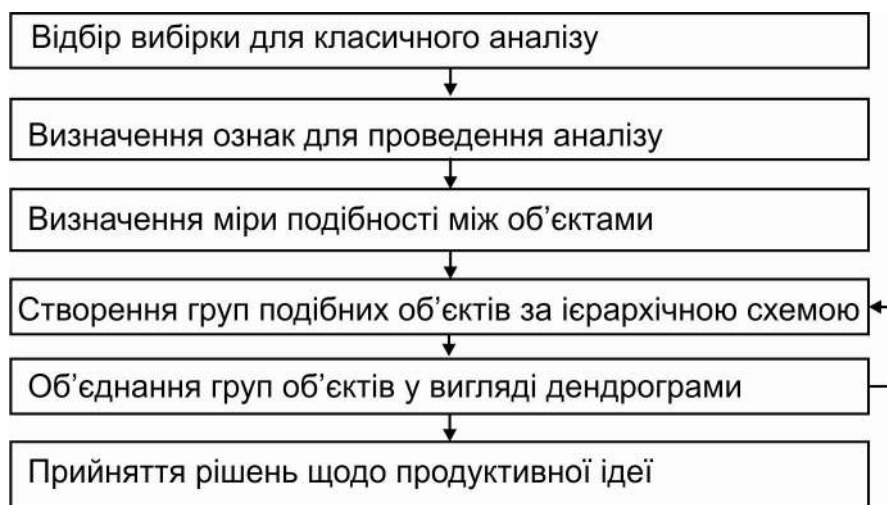 Відбір вибірки для класичного аналізу
Визначення ознак для проведення аналізу
Визначення міри подібності між об’єктами
Створення груп подібних об’єктів за ієрархічною схемою
Об’єднання груп об’єктів у вигляді дендрограми
Прийняття рішень щодо продуктивної ідеї